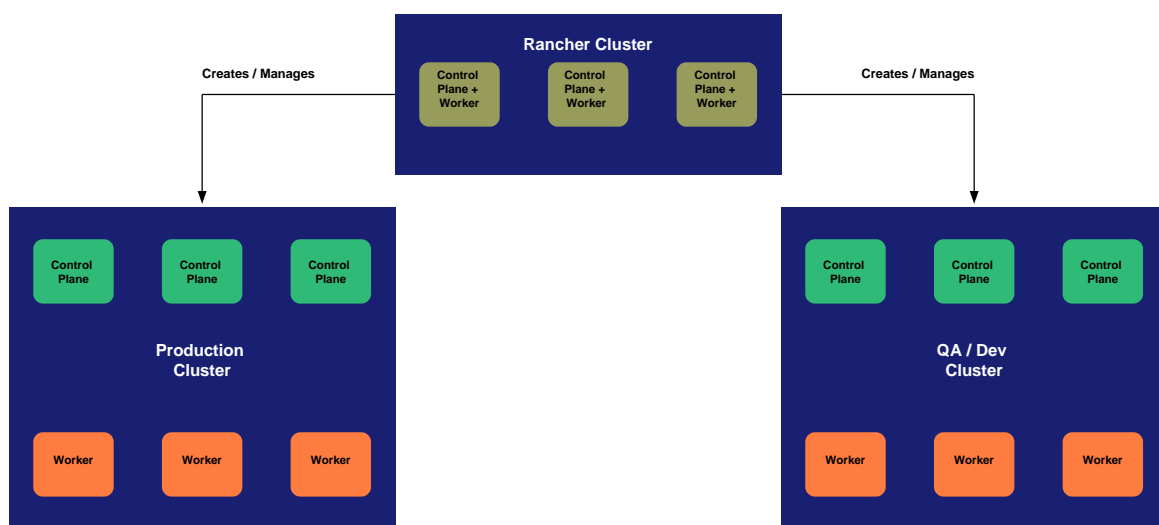 Rancher Cluster
Creates / Manages
Control
Plane +
Worker
Control
Plane +
Worker
Control
Plane +
Worker
Creates / Manages
Control
Plane
Control
Plane
Control
Plane
Production
Cluster
Worker
Worker
Worker
Control
Plane
Control
Plane
Control
Plane
QA / Dev
Cluster
Worker
Worker
Worker